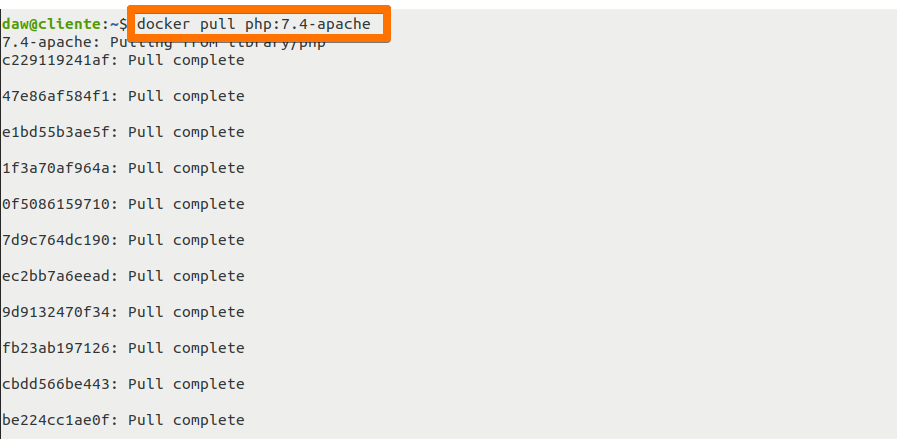 daw@cliente:~$ docker pull php:7.4-apache
7.4-apache: Pulling from library/php
c229119241af: Pull complete
47e86af584f1: Pull complete
e1bd55b3ae5f: Pull complete
1f3a70af964a: Pull complete
0f5086159710: Pull complete
7d9c764dc190: Pull complete
ec2bb7a6eead: Pull complete
9d9132470f34: Pull complete
fb23ab197126: Pull complete
cbdd566be443: Pull complete
be224cc1ae0f: Pull complete